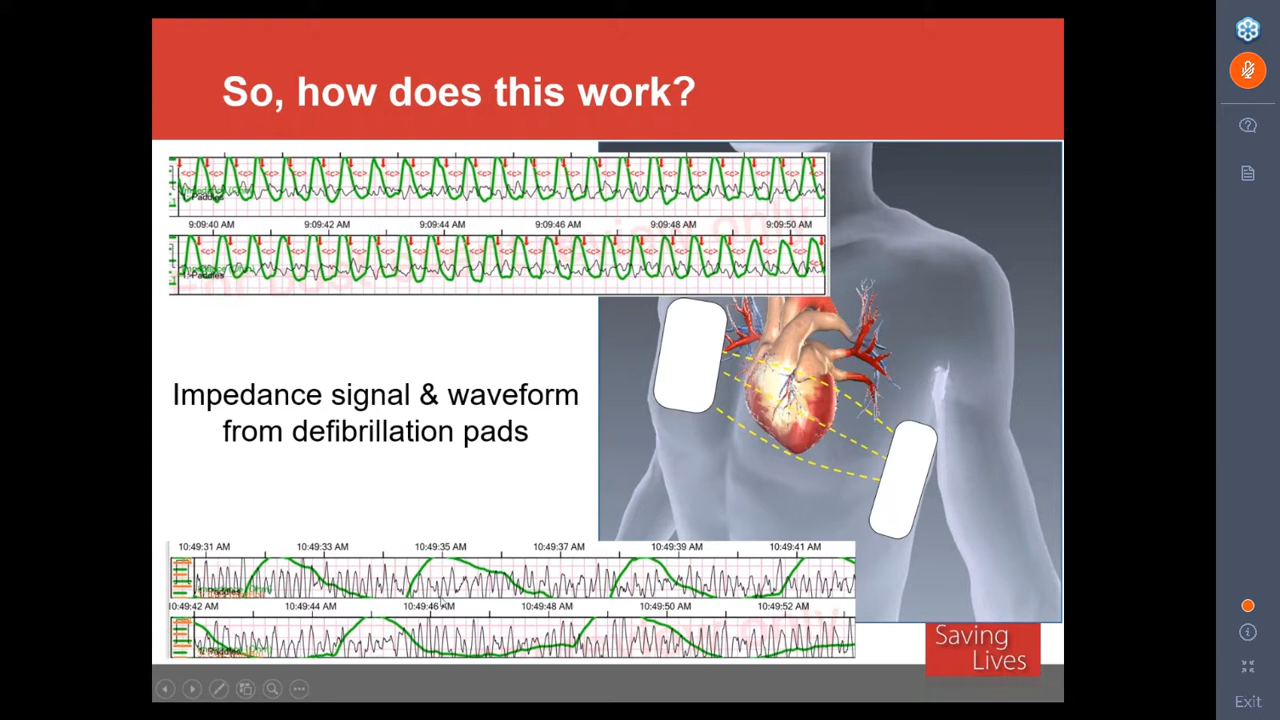 So, how does this work?
1: Paddles
9:09:40 AM 9:09:42 AM 9:09:44 AM 9:09:46 AM 9:09:48 AM 9:09:50 AM
1: Paddles
Impedance signal & waveform
from defibrillation pads
10:49:31 AM 10:49:33 AM 10:49:35 AM 10:49:37 AM 10:49:39 AM 10:49:41 AM
10:49:42 AM 10:49:44 AM 10:49:46 AM 10:49:48 AM 10:49:50 AM 10:49:52 AM
Saving
Lives
Exit